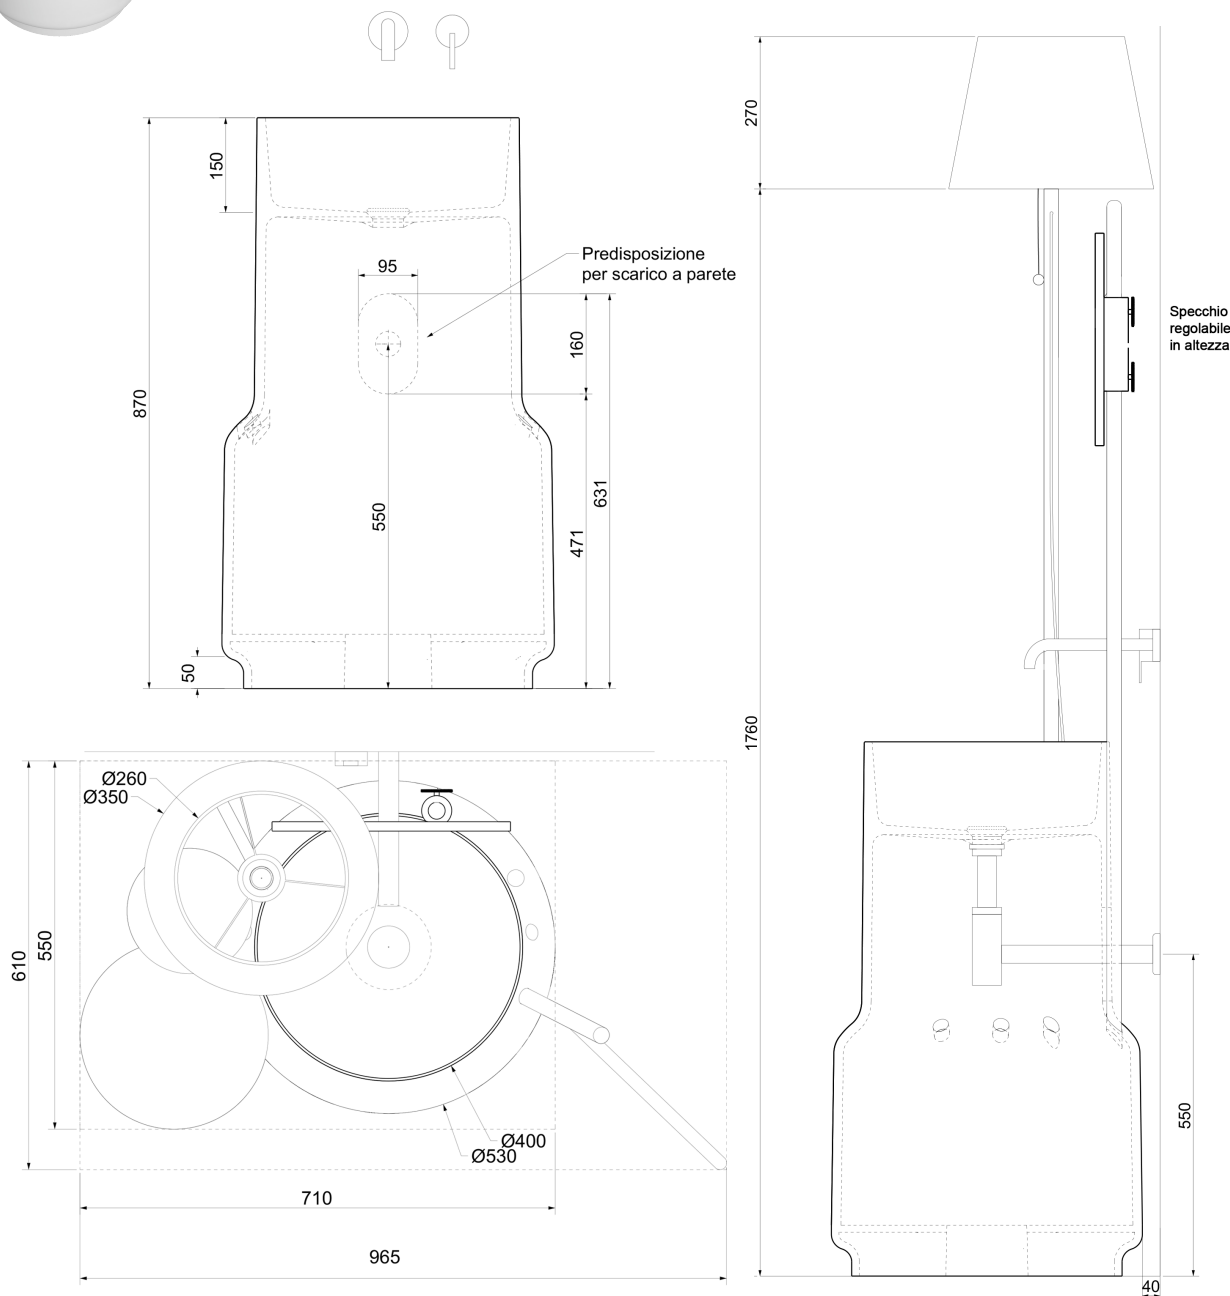 270
150
870
Predisposizione
per scarico a parete
95
160
631
550
471
50
Specchio
regolabile
in altezza
1760
Ø260
Ø350
610
550
Ø400
Ø530
710
965
550
40